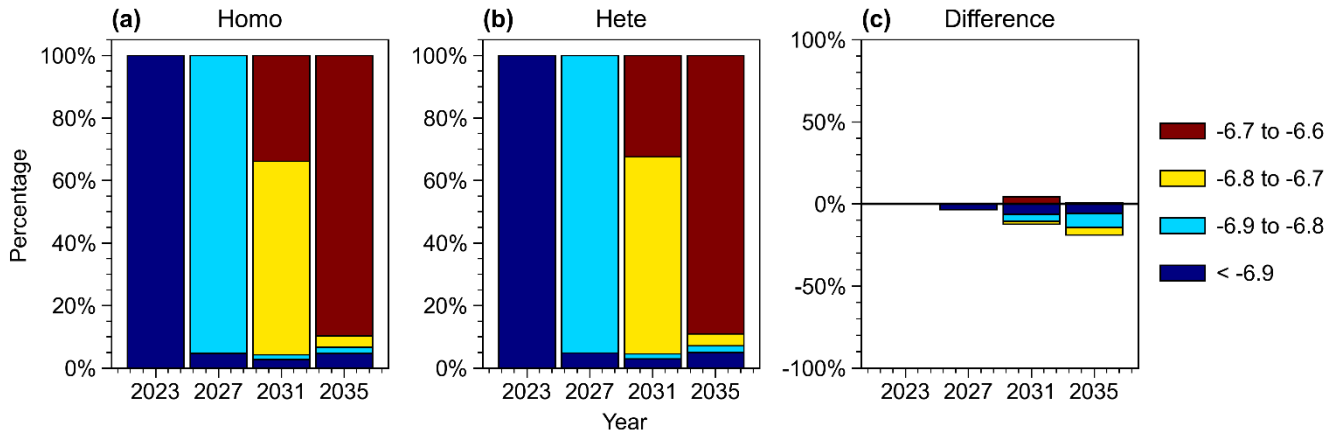 (a) Homo
(b) Hete
(c) Difference
Percentage
100%
80%
60%
40%
20%
0%
2023 2027 2031 2035
100%
80%
60%
40%
20%
0%
2023 2027 2031 2035
Year
100%
50%
0%
-50%
-100%
2023 2027 2031 2035
-6.7 to -6.6
-6.8 to -6.7
-6.9 to -6.8
< -6.9